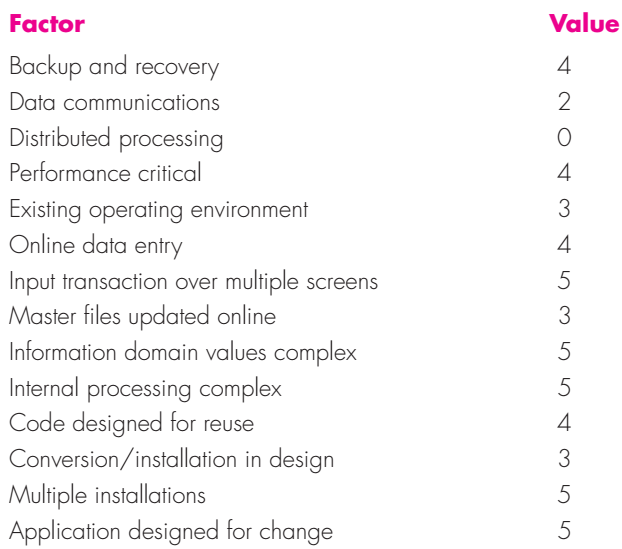 Factor Value
Backup and recovery 4
Data communications 2
Distributed processing 0
Performance critical 4
Existing operating environment 3
Online data entry 4
Input transaction over multiple screens 5
Master files updated online 3
Information domain values complex 5
Internal processing complex 5
Code designed for reuse 4
Conversion/installation in design 3
Multiple installations 5
Application designed for change 5